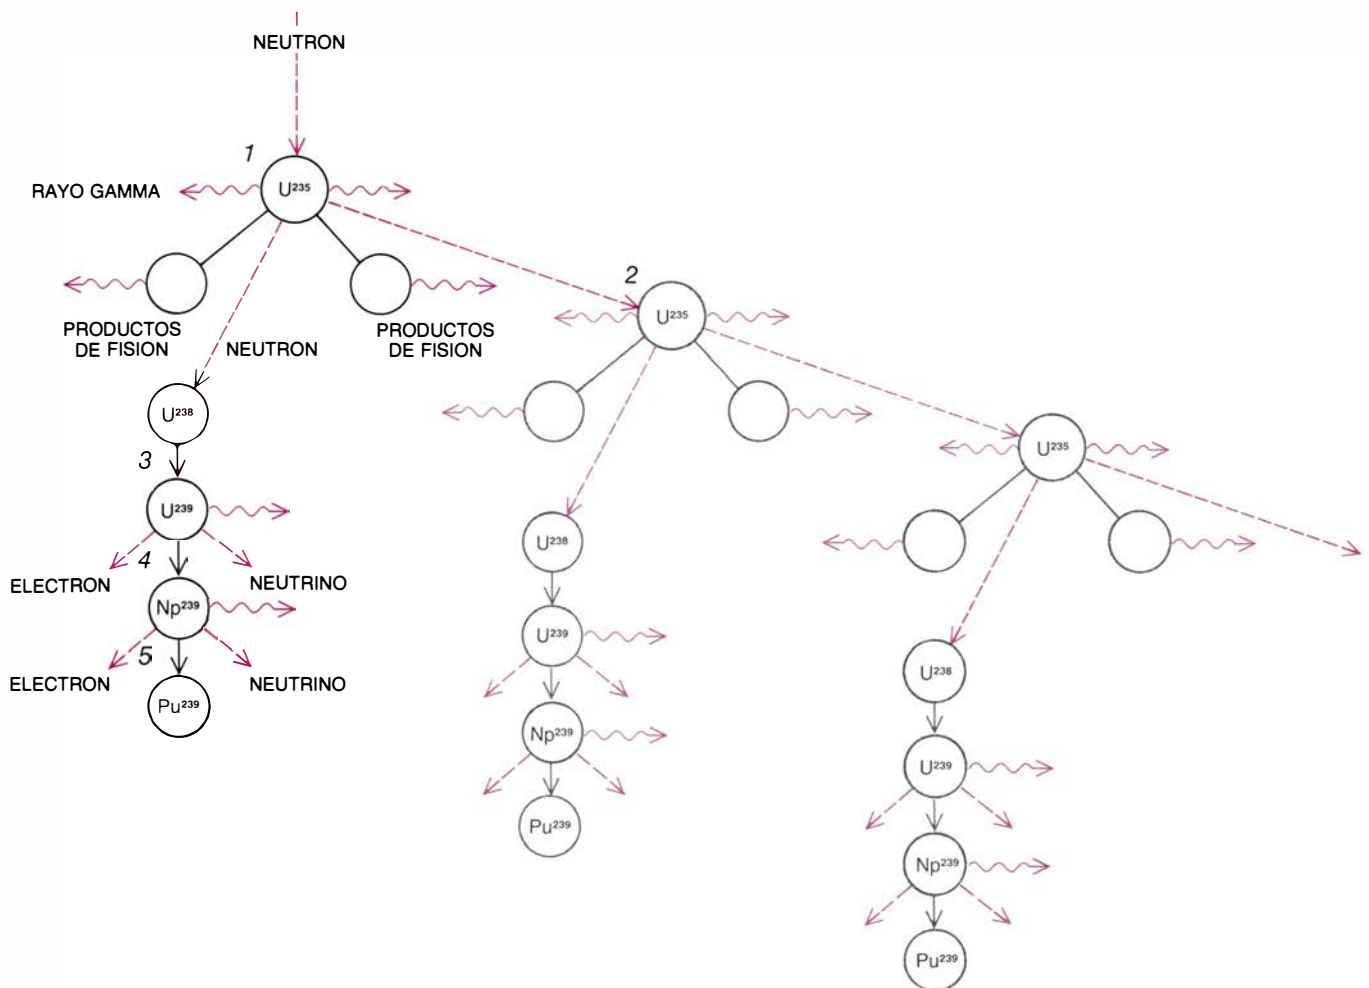 NEUTRON
1
U235
RAYO GAMMA
PRODUCTOS
DE FISION
PRODUCTOS
DE FISION
NEUTRON
U238
3
U239
4
ELECTRON
NEUTRINO
Np239
5
ELECTRON
NEUTRINO
Pu239
2
U235
U238
U239
Np239
Pu239
U235
U238
U239
Np239
Pu239